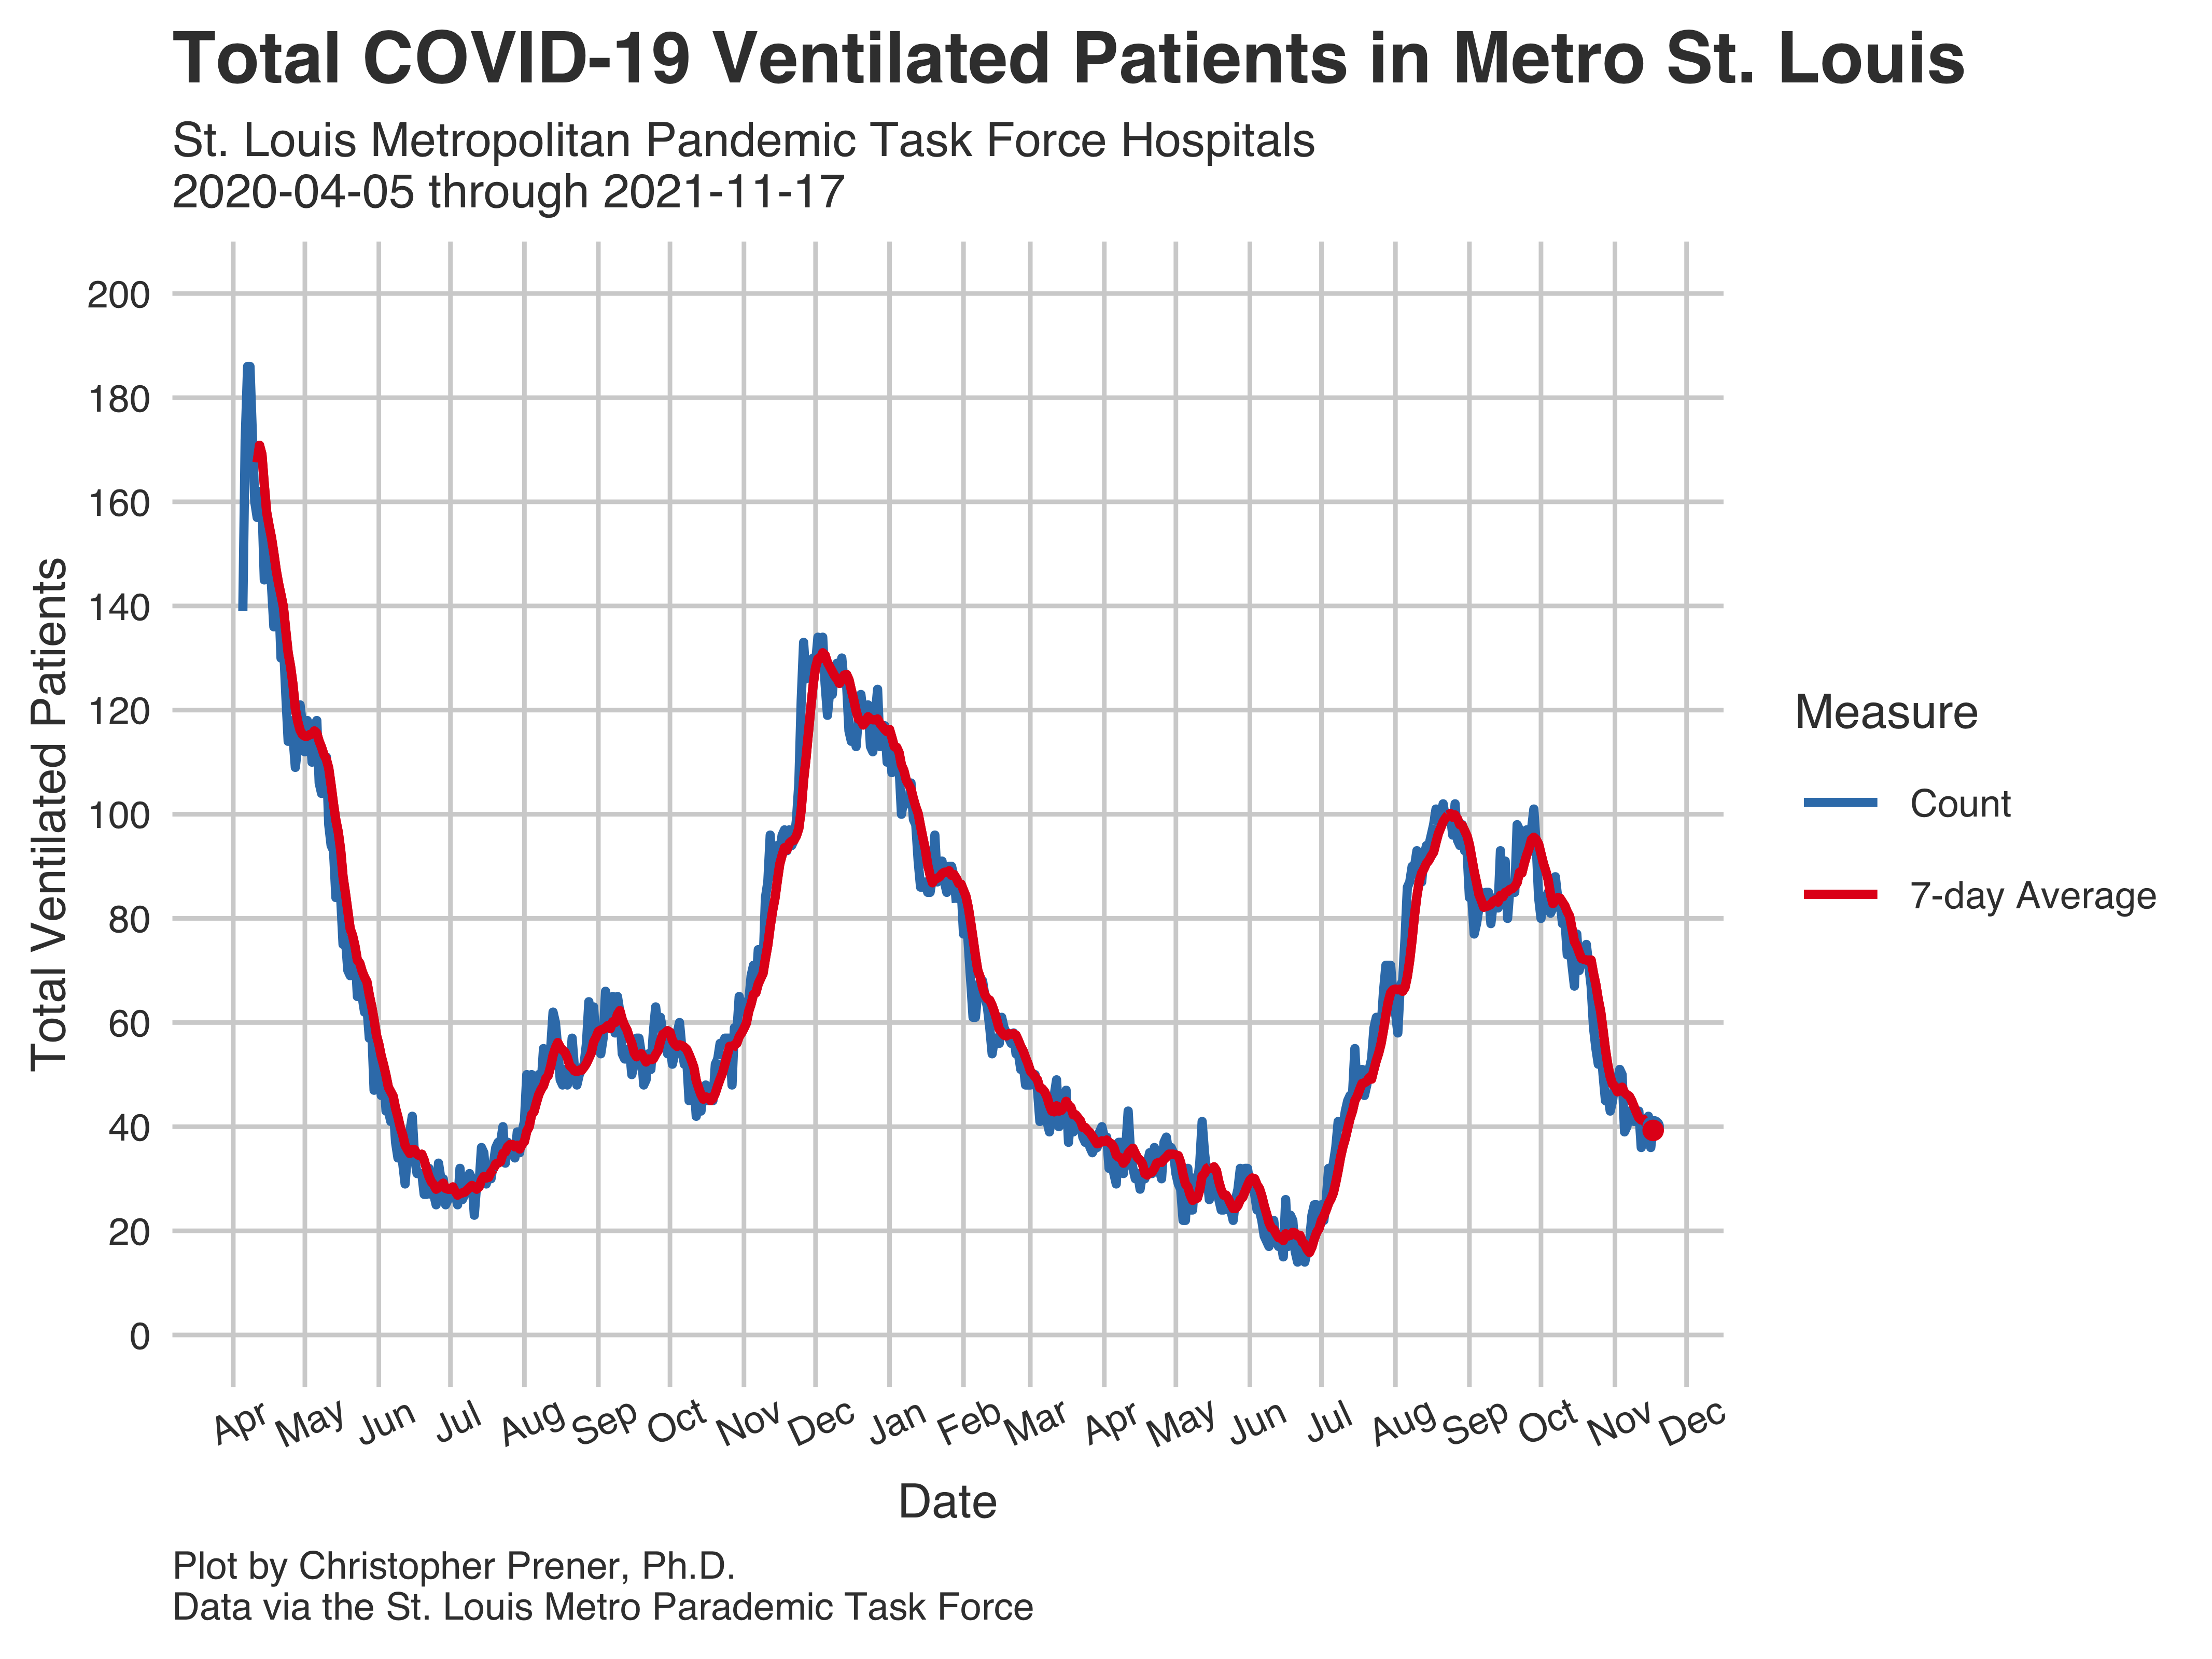 Total COVID-19 Ventilated Patients in Metro St. Louis
St. Louis Metropolitan Pandemic Task Force Hospitals
2020-04-05 through 2021-11-17
200
180
160
140
120
100
80
60
40
20
0
Total Ventilated Patients
Apr May Jun Jul Aug Sep Oct Nov Dec Jan Feb Mar Apr May Jun Jul Aug Sep Oct Nov Dec
Date
Measure
Count
7-day Average
Plot by Christopher Prener, Ph.D.
Data via the St. Louis Metro Parademic Task Force